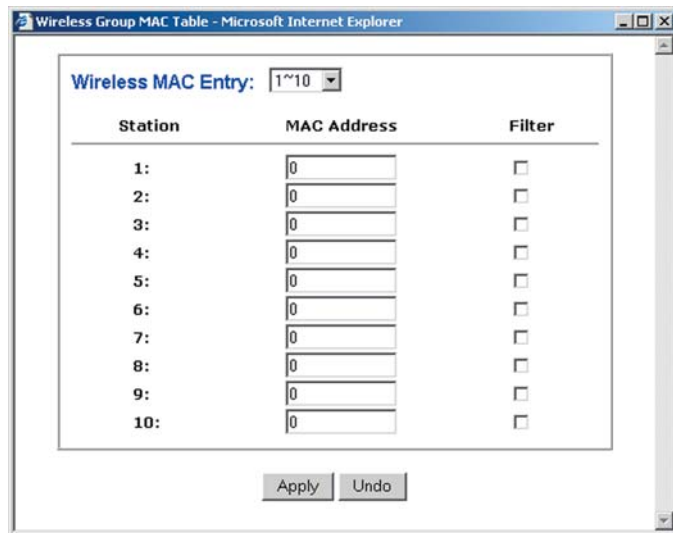 Wireless Group MAC Table - Microsoft Internet Explorer
Wireless MAC Entry: 1~10
Station MAC Address Filter
1: 0
2: 0
3: 0
4: 0
5: 0
6: 0
7: 0
8: 0
9: 0
10: 0
Apply Undo